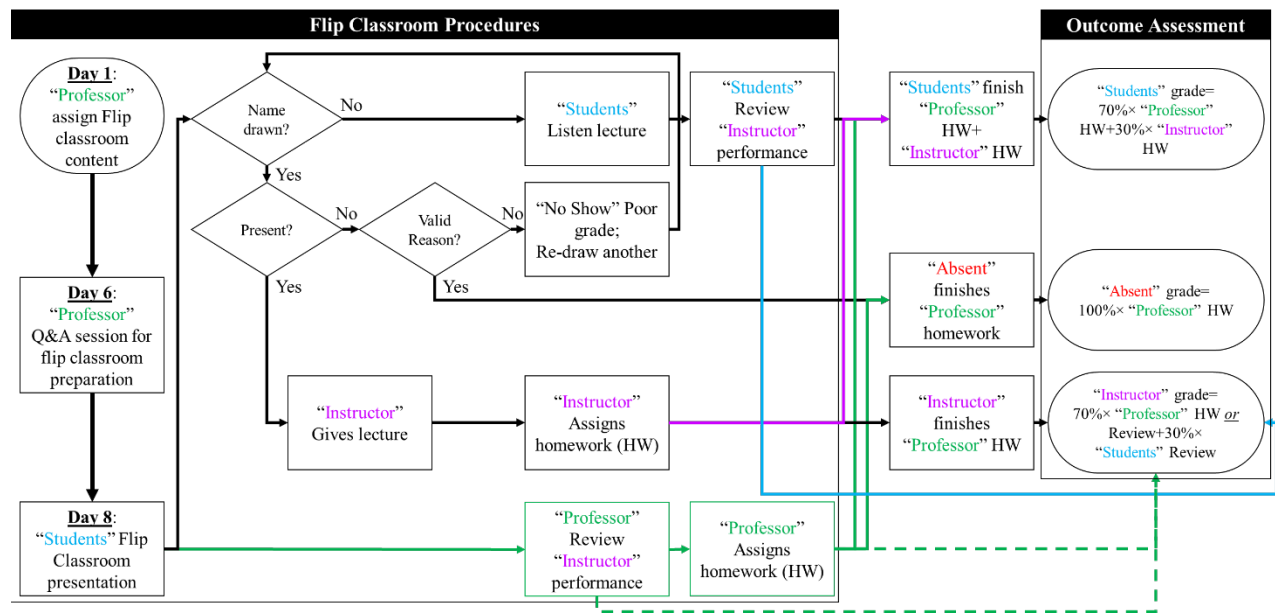 Flip Classroom Procedures
Outcome Assessment
Day 1:
“Professor”
assign Flip
classroom
content
Name
drawn?
No
“Students”
Listen lecture
“Students”
Review
“Instructor”
performance
“Students” finish
“Professor”
HW+
“Instructor” HW
“Students” grade=
70%× “Professor”
HW+30%× “Instructor”
HW
Yes
Present?
No
Valid
Reason?
No
“No Show” Poor
grade;
Re-draw another
Yes
Yes
“Absent”
finishes
“Professor”
homework
“Absent” grade=
100%× “Professor” HW
Day 6:
“Professor”
Q&A session for
flip classroom
preparation
“Instructor”
Gives lecture
“Instructor”
Assigns
homework (HW)
“Instructor”
finishes
“Professor” HW
“Instructor” grade=
70%× “Professor” HW or
Review+30%×
“Students” Review
Day 8:
“Students” Flip
Classroom
presentation
“Professor”
Review
“Instructor”
performance
“Professor”
Assigns
homework (HW)